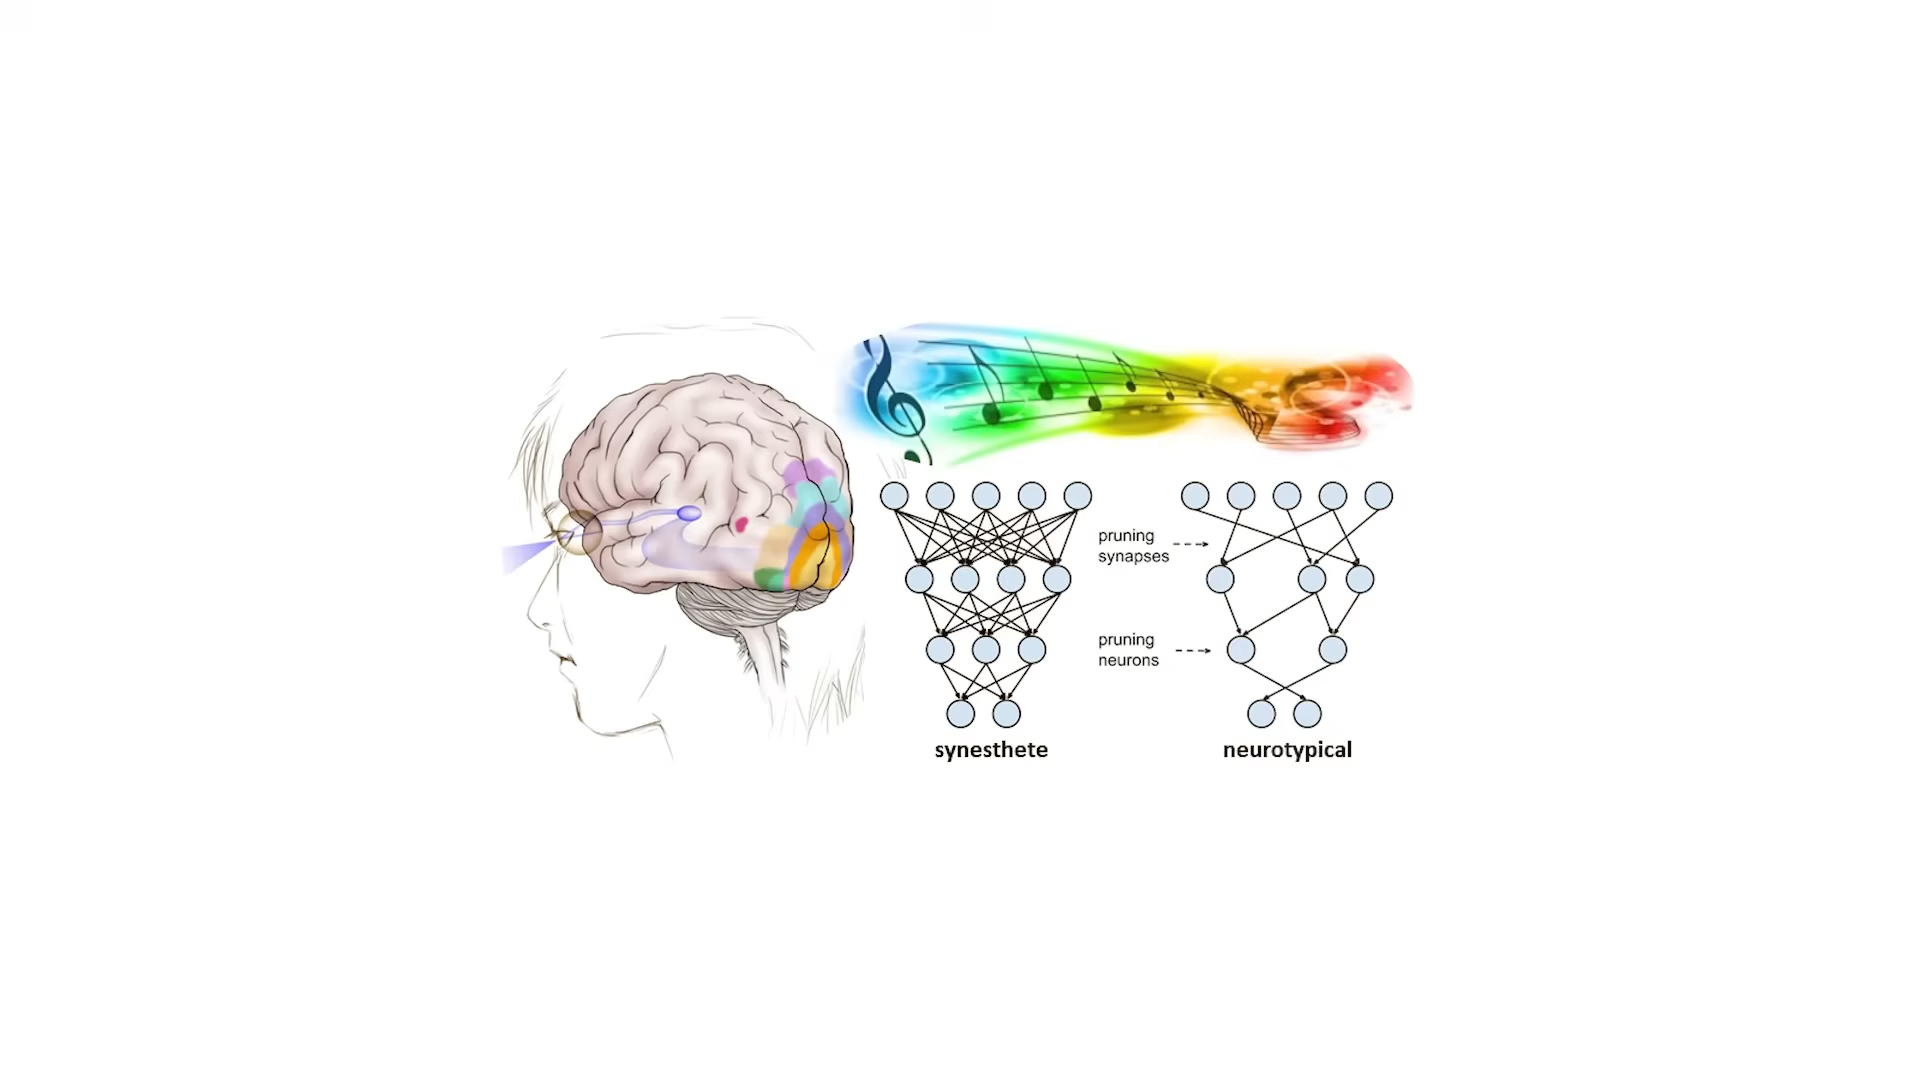 pruning
synapses
pruning
neurons
synesthete
neurotypical